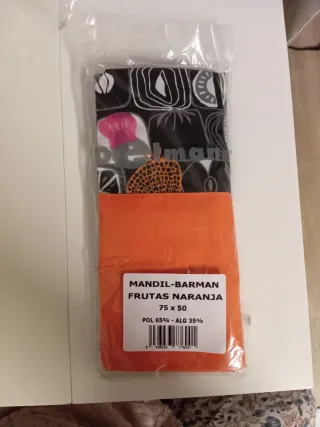 MANDIL-BARMAN
FRUTAS NARANJA
75 x 50
POL 65% - ALG 35%